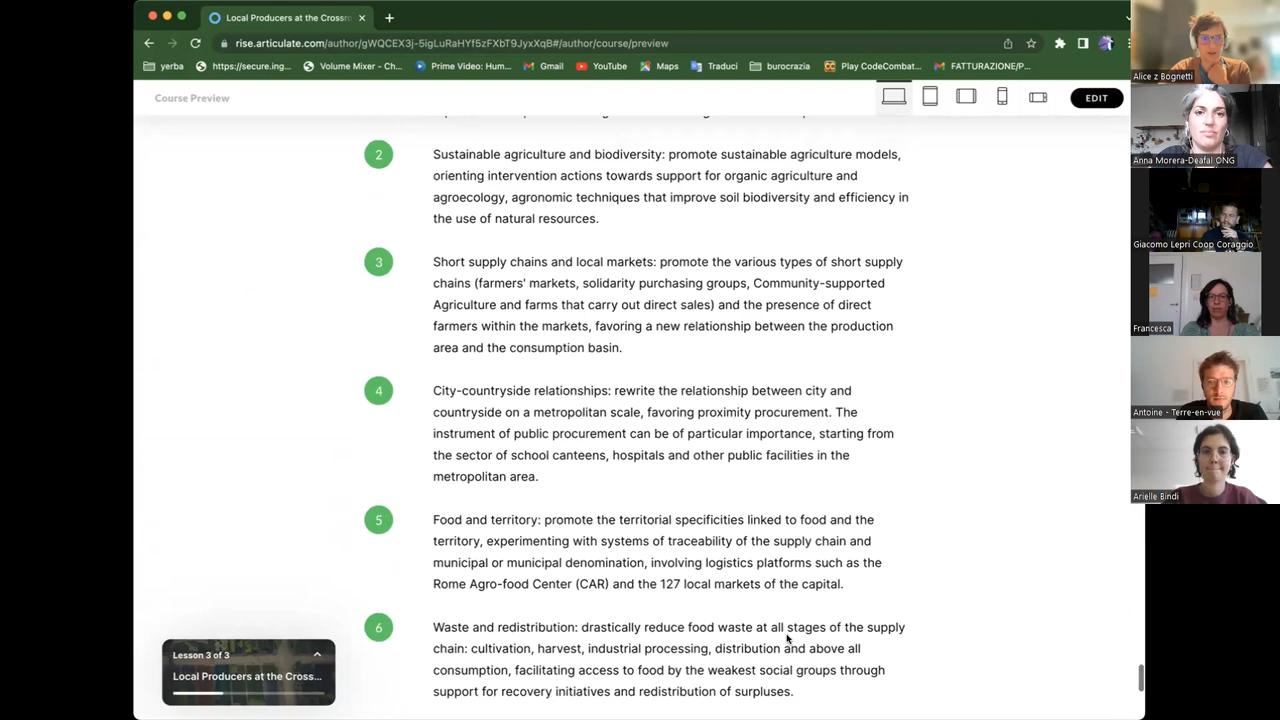 Local Producers at the Crossro
rise.articulate.com/author/gWQCEX3j-5igLuRaHYf5zFXbT9JyxXqB#/author/course/preview
yerba
https://secure.ing...
Volume Mixer - Ch...
Prime Video: Hum...
Gmail
YouTube
Maps
Traduci
burocrazia
Play CodeCombat...
FATTURAZIONE/P...
Course Preview
EDIT
2
Sustainable agriculture and biodiversity: promote sustainable agriculture models,
orienting intervention actions towards support for organic agriculture and
agroecology, agronomic techniques that improve soil biodiversity and efficiency in
the use of natural resources.
3
Short supply chains and local markets: promote the various types of short supply
chains (farmers' markets, solidarity purchasing groups, Community-supported
Agriculture and farms that carry out direct sales) and the presence of direct
farmers within the markets, favoring a new relationship between the production
area and the consumption basin.
4
City-countryside relationships: rewrite the relationship between city and
countryside on a metropolitan scale, favoring proximity procurement. The
instrument of public procurement can be of particular importance, starting from
the sector of school canteens, hospitals and other public facilities in the
metropolitan area.
5
Food and territory: promote the territorial specificities linked to food and the
territory, experimenting with systems of traceability of the supply chain and
municipal or municipal denomination, involving logistics platforms such as the
Rome Agro-food Center (CAR) and the 127 local markets of the capital.
6
Waste and redistribution: drastically reduce food waste at all stages of the supply
chain: cultivation, harvest, industrial processing, distribution and above all
consumption, facilitating access to food by the weakest social groups through
support for recovery initiatives and redistribution of surpluses.
Lesson 3 of 3
Local Producers at the Cross...
Alice z Bognetti
Anna Morera-Deafal ONG
Giacomo Lepri Coop Coraggio
Francesca
Antoine - Terre-en-vue
Arielle Bindi